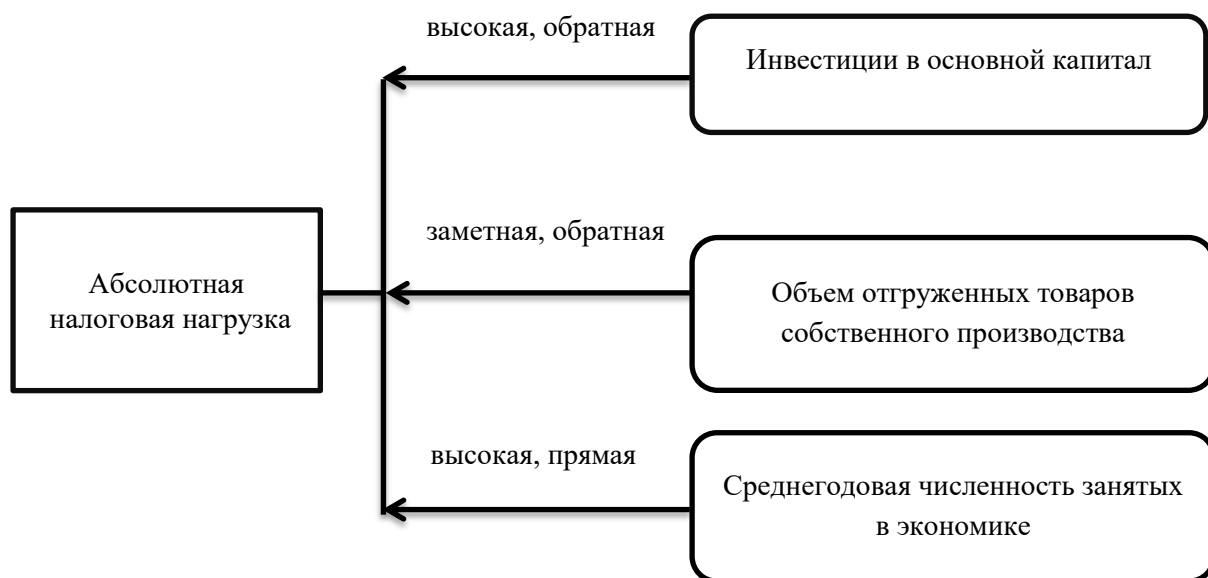 высокая, обратная
Инвестиции в основной капитал
заметная, обратная
Абсолютная
налоговая нагрузка
Объем отгруженных товаров
собственного производства
высокая, прямая
Среднегодовая численность занятых
в экономике